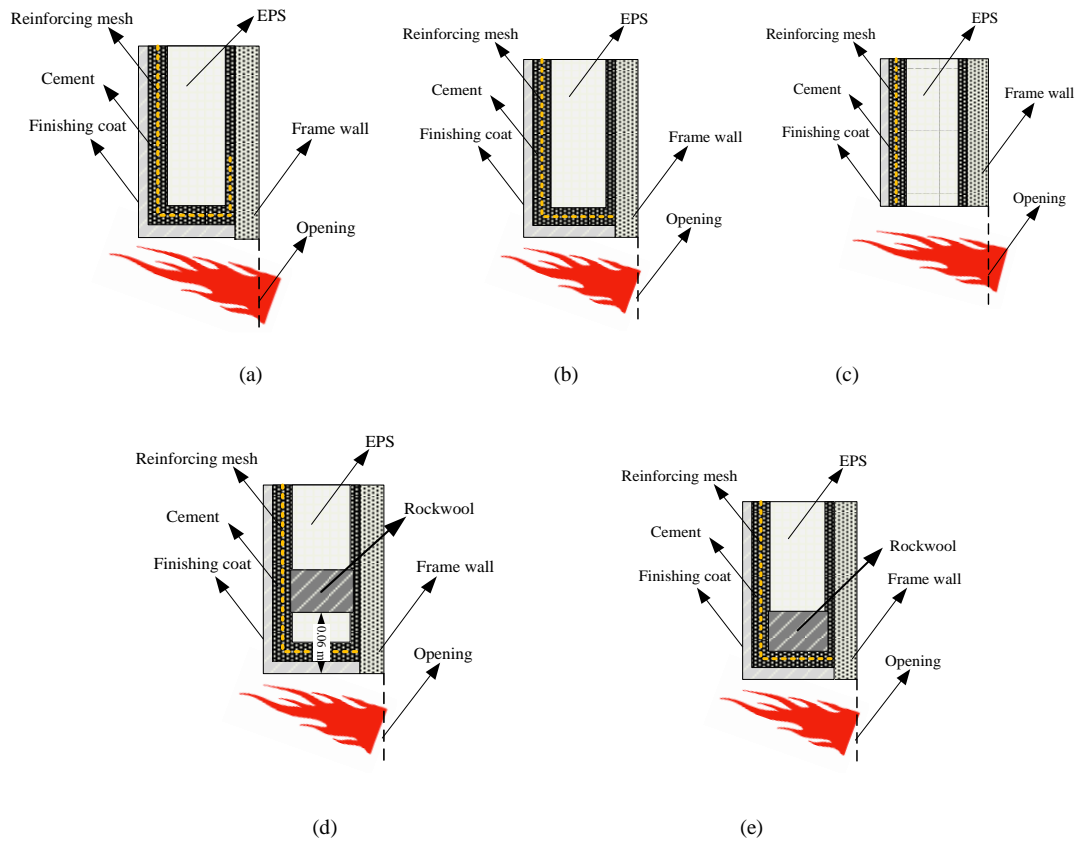 EPS
Reinforcing mesh
Cement
Finishing coat
Frame wall
Opening
(a)
EPS
Reinforcing mesh
Cement
Finishing coat
Frame wall
Opening
(b)
EPS
Reinforcing mesh
Cement
Finishing coat
Frame wall
Opening
(c)
EPS
Reinforcing mesh
Rockwool
Cement
Finishing coat
Frame wall
0.06 m
Opening
(d)
EPS
Reinforcing mesh
Cement
Rockwool
Finishing coat
Frame wall
Opening
(e)